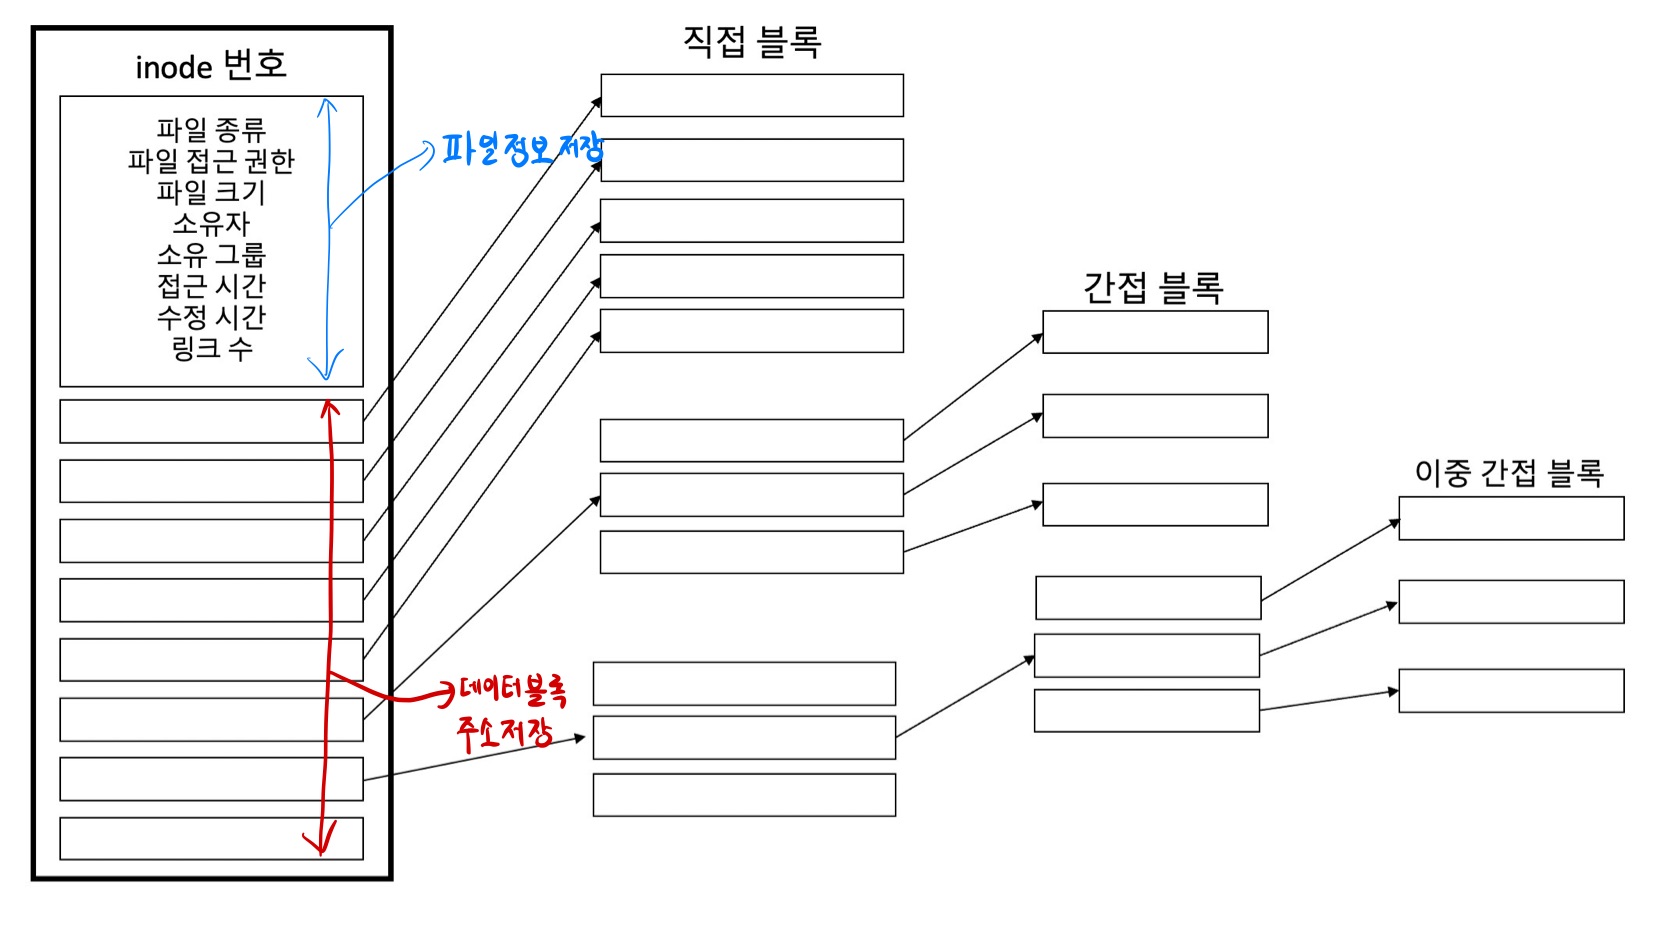 inode 번호
파일 종류
파일 접근 권한
파일 크기
소유자
소유 그룹
접근 시간
수정 시간
링크 수
파일정보 저장
데이터블록
주소저장
직접 블록
간접 블록
이중 간접 블록